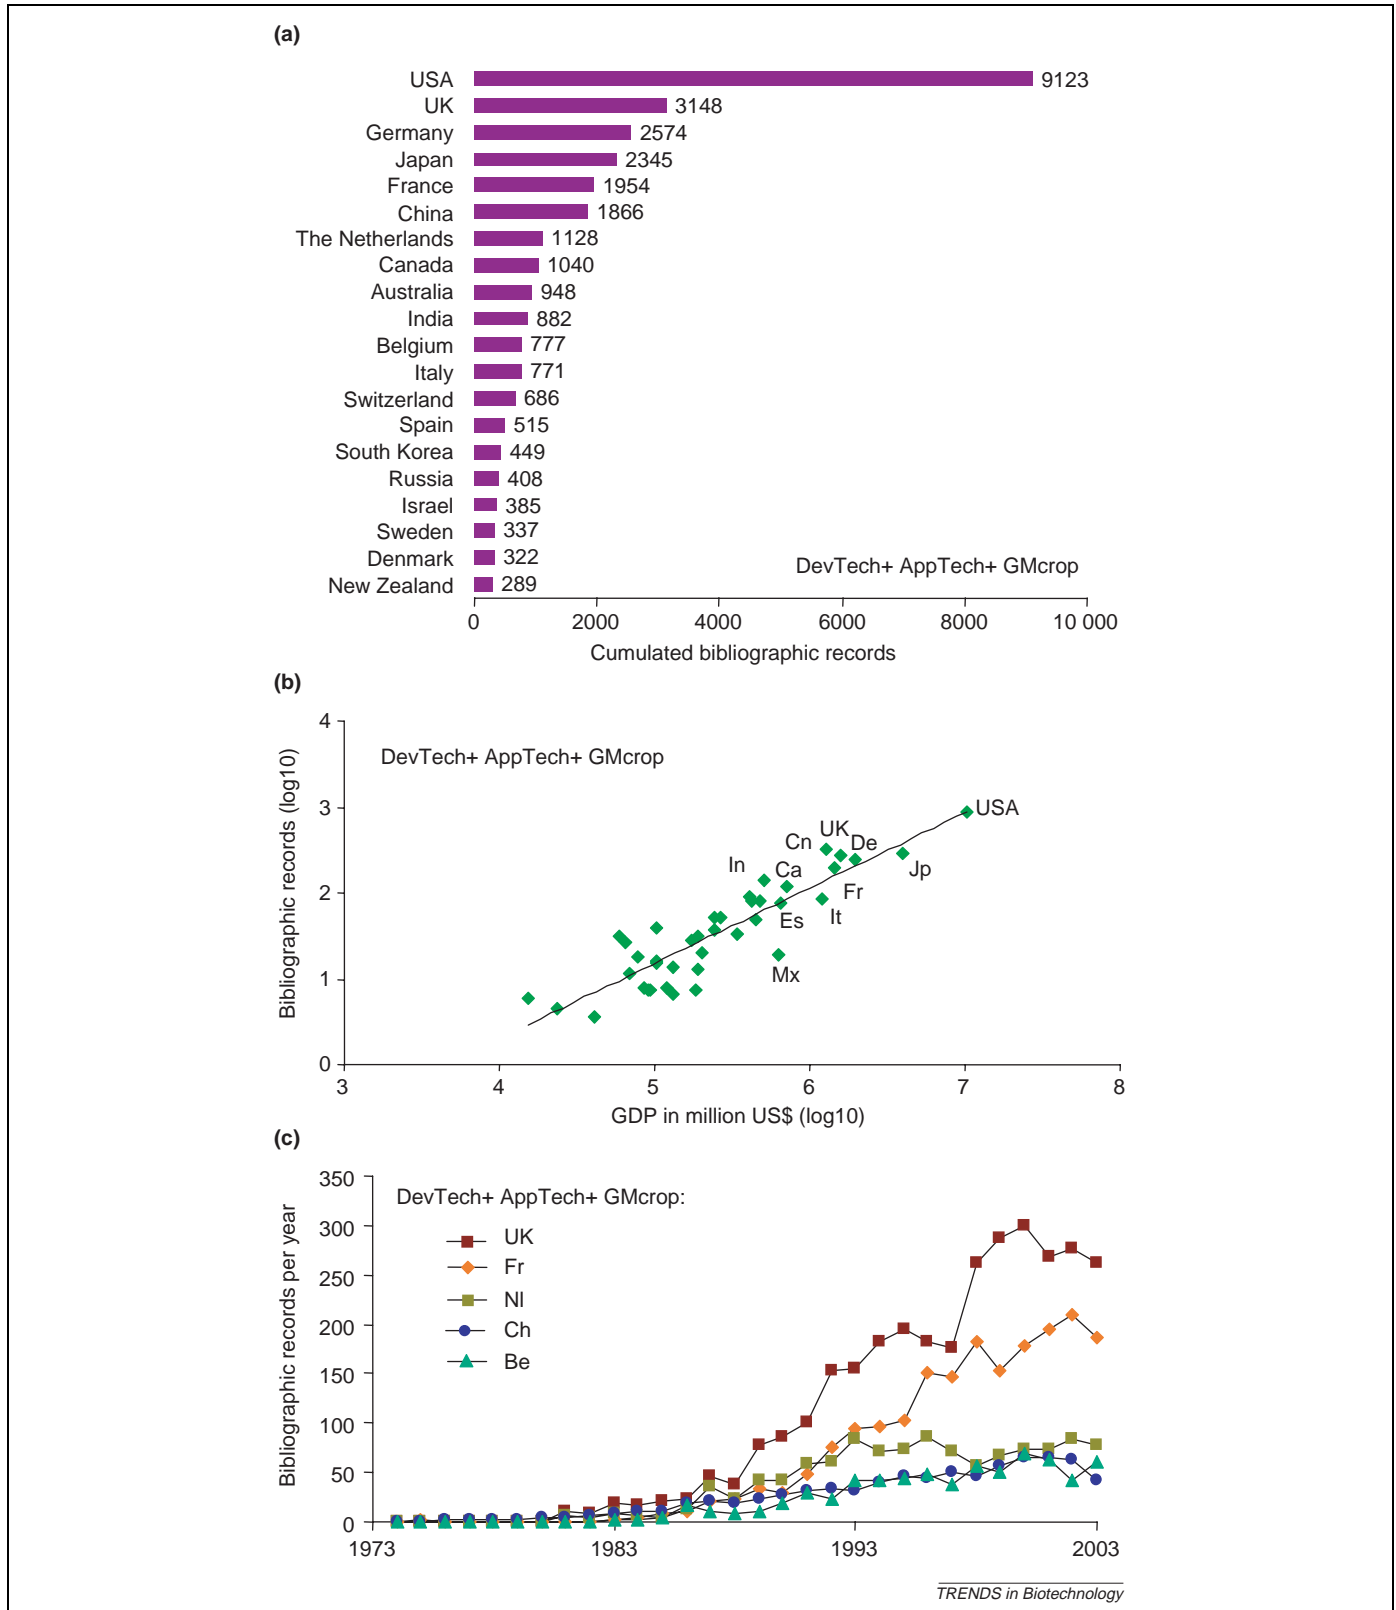 (a)
USA 9123
UK 3148
Germany 2574
Japan 2345
France 1954
China 1866
The Netherlands 1128
Canada 1040
Australia 948
India 882
Belgium 777
Italy 771
Switzerland 686
Spain 515
South Korea 449
Russia 408
Israel 385
Sweden 337
Denmark 322
New Zealand 289
DevTech+ AppTech+ GMcrop
0 2000 4000 6000 8000 10 000
Cumulated bibliographic records
(b)
Bibliographic records (log10)
4
3
2
1
0
DevTech+ AppTech+ GMcrop
USA
UK
Cn
De
In
Ca
Jp
Fr
Es
It
Mx
3 4 5 6 7 8
GDP in million US$ (log10)
(c)
Bibliographic records per year
350
300
250
200
150
100
50
0
DevTech+ AppTech+ GMcrop:
UK
Fr
Nl
Ch
Be
1973 1983 1993 2003
TRENDS in Biotechnology